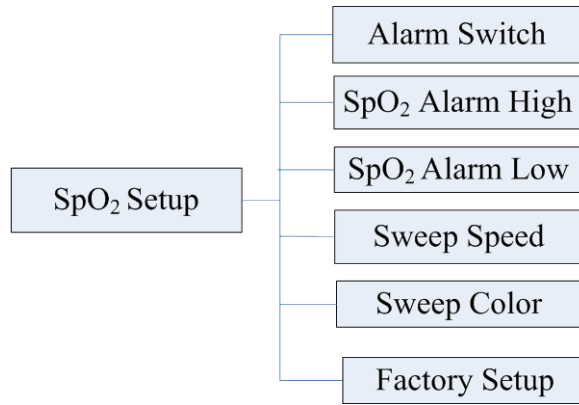 Alarm Switch
SpO₂ Alarm High
SpO₂ Alarm Low
SpO₂ Setup
Sweep Speed
Sweep Color
Factory Setup